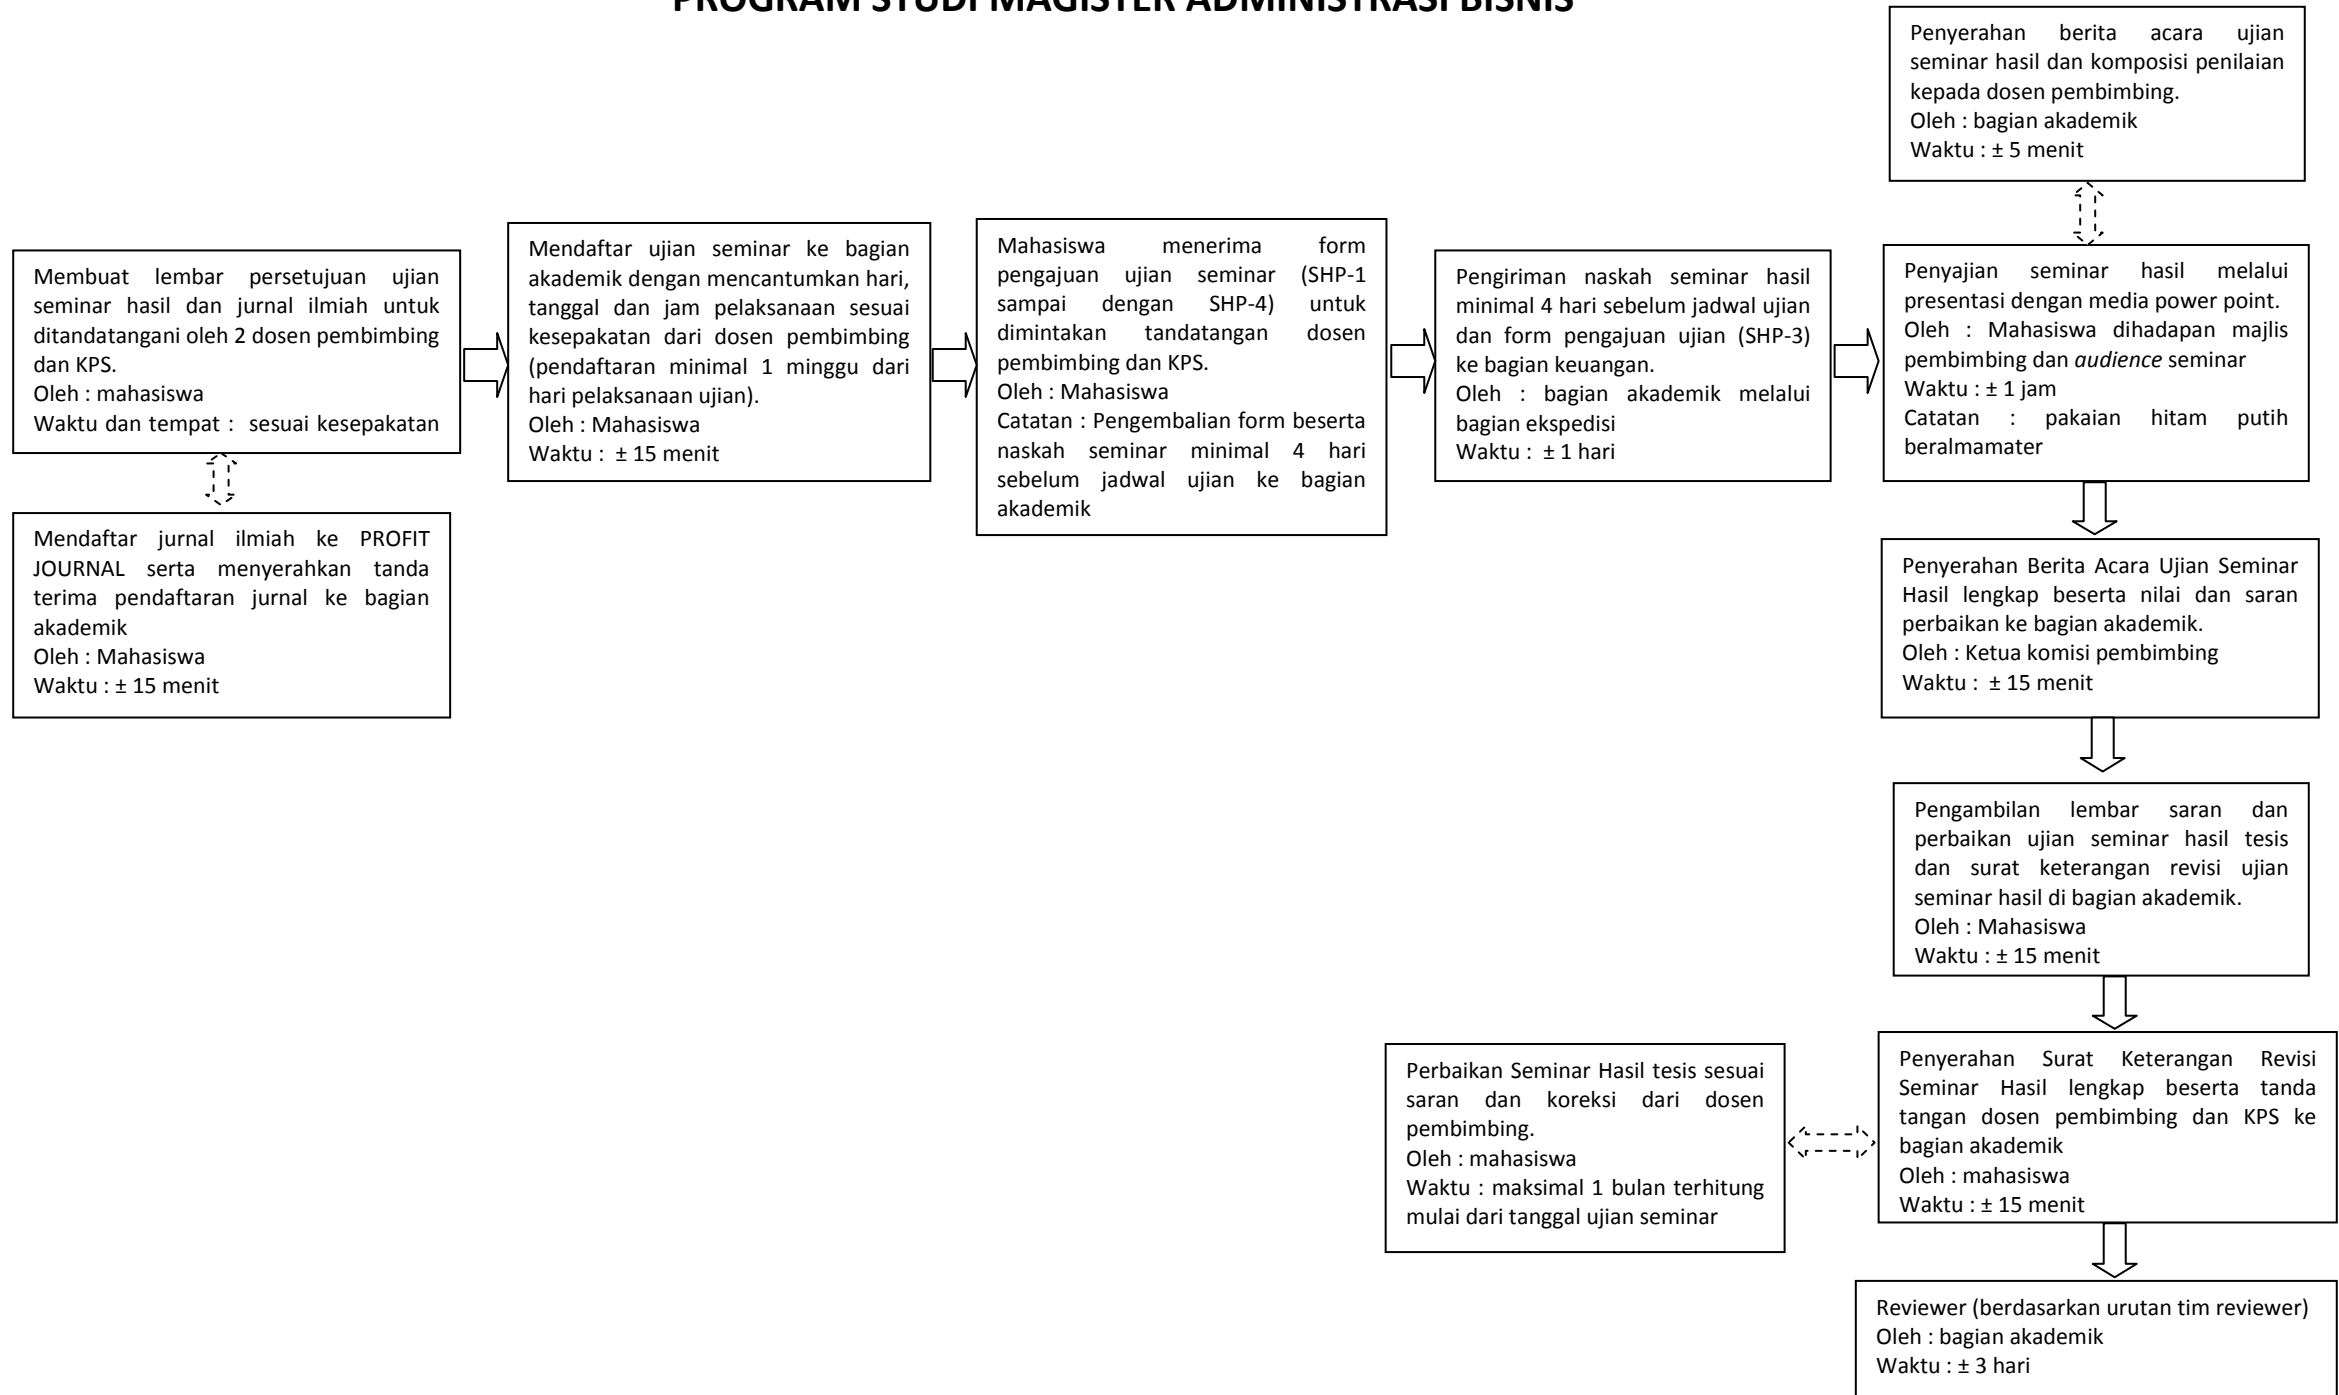 PROGRAM STUDI MAGISTER ADMINISTRASI BISNIS
Membuat lembar persetujuan ujian
seminar hasil dan jurnal ilmiah untuk
ditandatangani oleh 2 dosen pembimbing
dan KPS.
Oleh : mahasiswa
Waktu dan tempat : sesuai kesepakatan
Mendaftar jurnal ilmiah ke PROFIT
JOURNAL serta menyerahkan tanda
terima pendaftaran jurnal ke bagian
akademik
Oleh : Mahasiswa
Waktu : ± 15 menit
Mendaftar ujian seminar ke bagian
akademik dengan mencantumkan hari,
tanggal dan jam pelaksanaan sesuai
kesepakatan dari dosen pembimbing
(pendaftaran minimal 1 minggu dari
hari pelaksanaan ujian).
Oleh : Mahasiswa
Waktu : ± 15 menit
Mahasiswa menerima form
pengajuan ujian seminar (SHP-1
sampai dengan SHP-4) untuk
dimintakan tandatangan dosen
pembimbing dan KPS.
Oleh : Mahasiswa
Catatan : Pengembalian form beserta
naskah seminar minimal 4 hari
sebelum jadwal ujian ke bagian
akademik
Pengiriman naskah seminar hasil
minimal 4 hari sebelum jadwal ujian
dan form pengajuan ujian (SHP-3)
ke bagian keuangan.
Oleh : bagian akademik melalui
bagian ekspedisi
Waktu : ± 1 hari
Penyerahan berita acara ujian
seminar hasil dan komposisi penilaian
kepada dosen pembimbing.
Oleh : bagian akademik
Waktu : ± 5 menit
Penyajian seminar hasil melalui
presentasi dengan media power point.
Oleh : Mahasiswa dihadapan majlis
pembimbing dan audience seminar
Waktu : ± 1 jam
Catatan : pakaian hitam putih
beralmamater
Penyerahan Berita Acara Ujian Seminar
Hasil lengkap beserta nilai dan saran
perbaikan ke bagian akademik.
Oleh : Ketua komisi pembimbing
Waktu : ± 15 menit
Pengambilan lembar saran dan
perbaikan ujian seminar hasil tesis
dan surat keterangan revisi ujian
seminar hasil di bagian akademik.
Oleh : Mahasiswa
Waktu : ± 15 menit
Perbaikan Seminar Hasil tesis sesuai
saran dan koreksi dari dosen
pembimbing.
Oleh : mahasiswa
Waktu : maksimal 1 bulan terhitung
mulai dari tanggal ujian seminar
Penyerahan Surat Keterangan Revisi
Seminar Hasil lengkap beserta tanda
tangan dosen pembimbing dan KPS ke
bagian akademik
Oleh : mahasiswa
Waktu : ± 15 menit
Reviewer (berdasarkan urutan tim reviewer)
Oleh : bagian akademik
Waktu : ± 3 hari